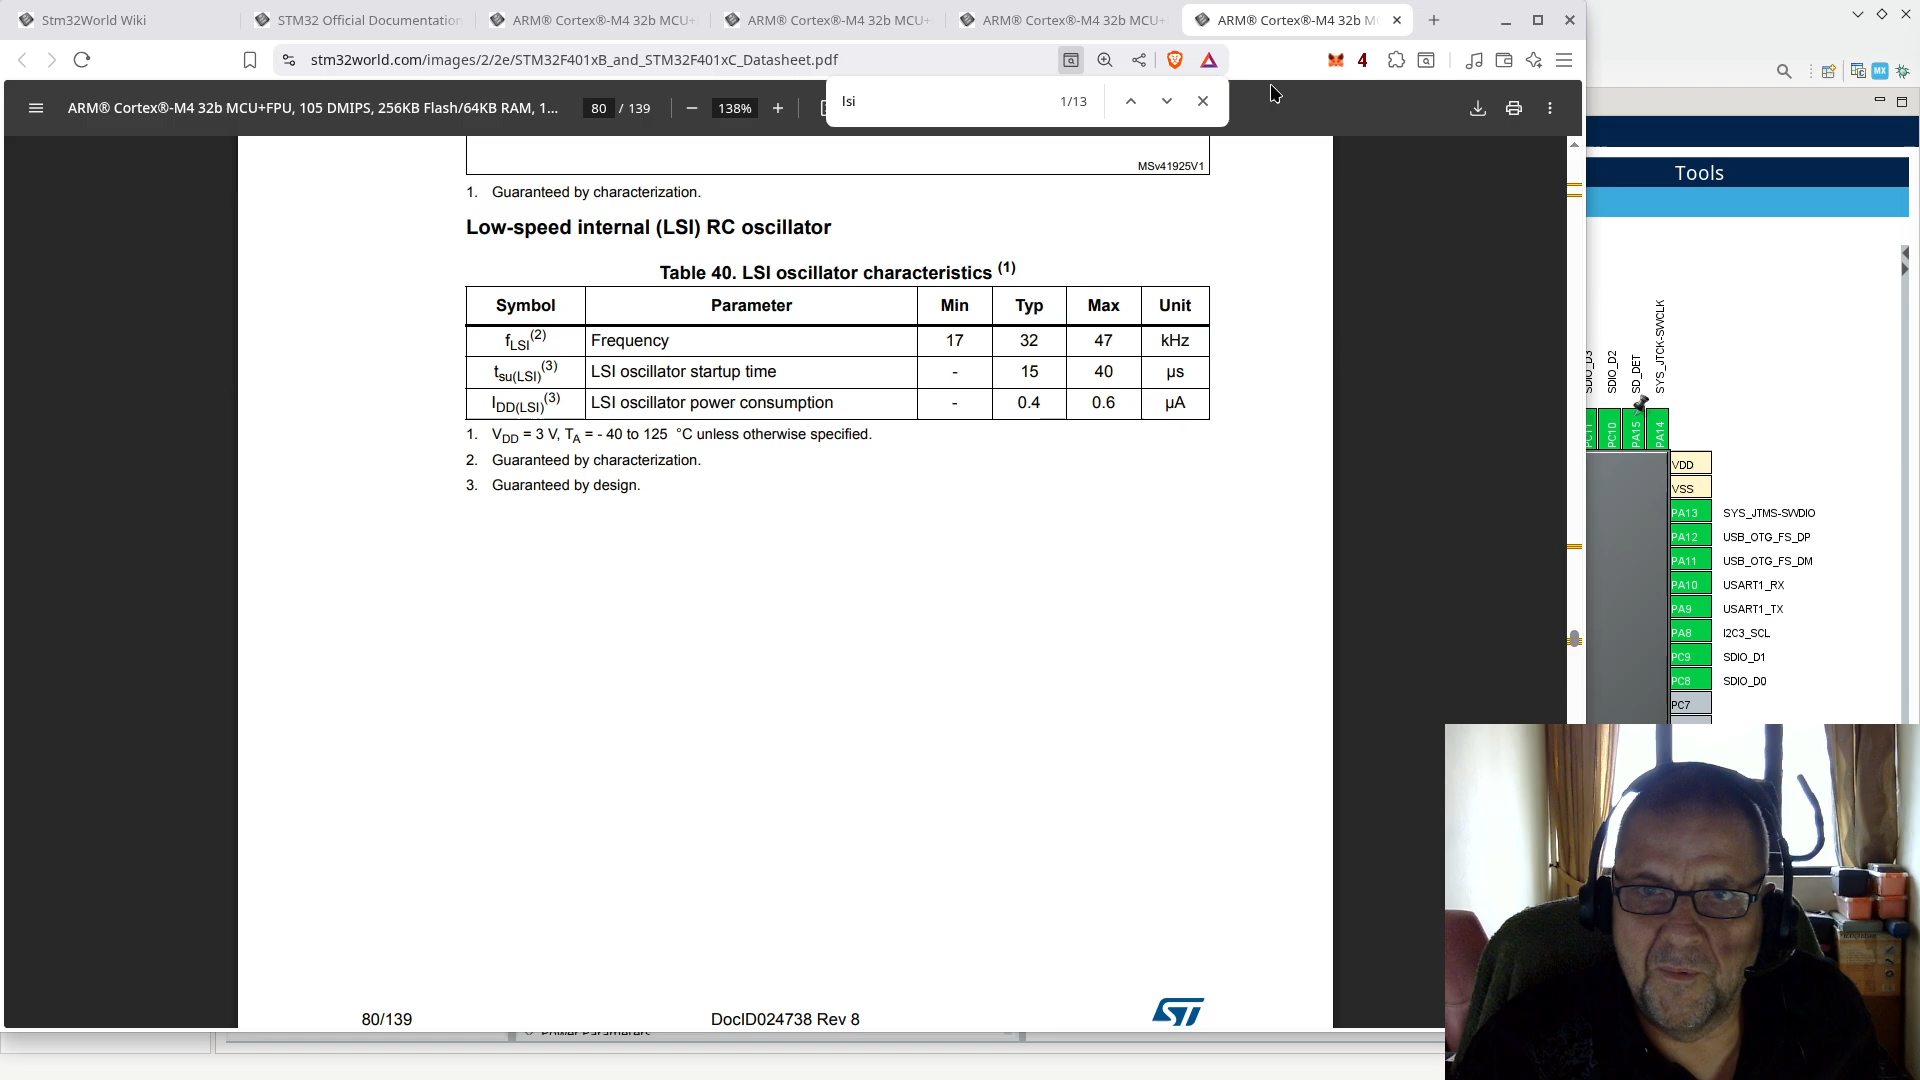 Stm32World Wiki
STM32 Official Documentation
ARM® Cortex®-M4 32b MCU+
ARM® Cortex®-M4 32b MCU+
ARM® Cortex®-M4 32b MCU+
ARM® Cortex®-M4 32b M
stm32world.com/images/2/2e/STM32F401xB_and_STM32F401xC_Datasheet.pdf
4
MX
lsi
1/13
ARM® Cortex®-M4 32b MCU+FPU, 105 DMIPS, 256KB Flash/64KB RAM, 1...
80 / 139
138%
MSv41925V1
1. Guaranteed by characterization.
Low-speed internal (LSI) RC oscillator
Table 40. LSI oscillator characteristics (1)
Symbol Parameter Min Typ Max Unit
fLSI(2) Frequency 17 32 47 kHz
tsu(LSI)(3) LSI oscillator startup time - 15 40 µs
IDD(LSI)(3) LSI oscillator power consumption - 0.4 0.6 µA
1. VDD = 3 V, TA = - 40 to 125 °C unless otherwise specified.
2. Guaranteed by characterization.
3. Guaranteed by design.
80/139
DocID024738 Rev 8
ST
Tools
SDIO_D3
SDIO_D2
SD_DET
SYS_JTCK-SWCLK
PC11
PC10
PA15
PA14
VDD
VSS
PA13 SYS_JTMS-SWDIO
PA12 USB_OTG_FS_DP
PA11 USB_OTG_FS_DM
PA10 USART1_RX
PA9 USART1_TX
PA8 I2C3_SCL
PC9 SDIO_D1
PC8 SDIO_D0
PC7
Power Parameters